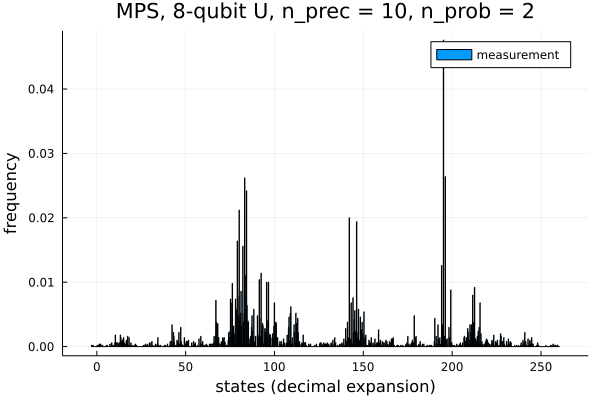 MPS, 8-qubit U, n_prec = 10, n_prob = 2
measurement
frequency
0.04
0.03
0.02
0.01
0.00
0 50 100 150 200 250
states (decimal expansion)